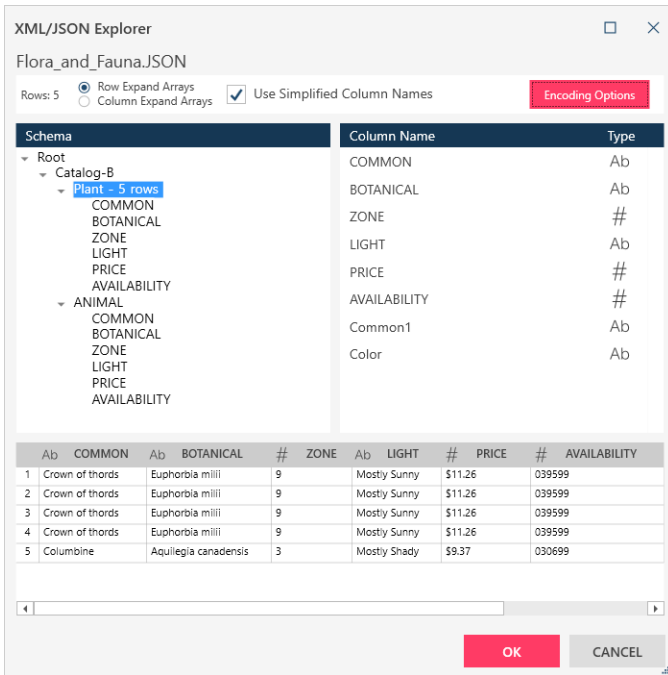 XML/JSON Explorer
Flora_and_Fauna.JSON
Rows: 5
Row Expand Arrays
Column Expand Arrays
Use Simplified Column Names
Encoding Options
Schema
Root
Catalog-B
Plant - 5 rows
COMMON
BOTANICAL
ZONE
LIGHT
PRICE
AVAILABILITY
ANIMAL
COMMON
BOTANICAL
ZONE
LIGHT
PRICE
AVAILABILITY
Column Name Type
COMMON Ab
BOTANICAL Ab
ZONE #
LIGHT Ab
PRICE #
AVAILABILITY #
Common1 Ab
Color Ab
Ab COMMON Ab BOTANICAL # ZONE Ab LIGHT # PRICE # AVAILABILITY
1 Crown of thords Euphorbia milii 9 Mostly Sunny $11.26 039599
2 Crown of thords Euphorbia milii 9 Mostly Sunny $11.26 039599
3 Crown of thords Euphorbia milii 9 Mostly Sunny $11.26 039599
4 Crown of thords Euphorbia milii 9 Mostly Sunny $11.26 039599
5 Columbine Aquilegia canadensis 3 Mostly Shady $9.37 030699
OK CANCEL